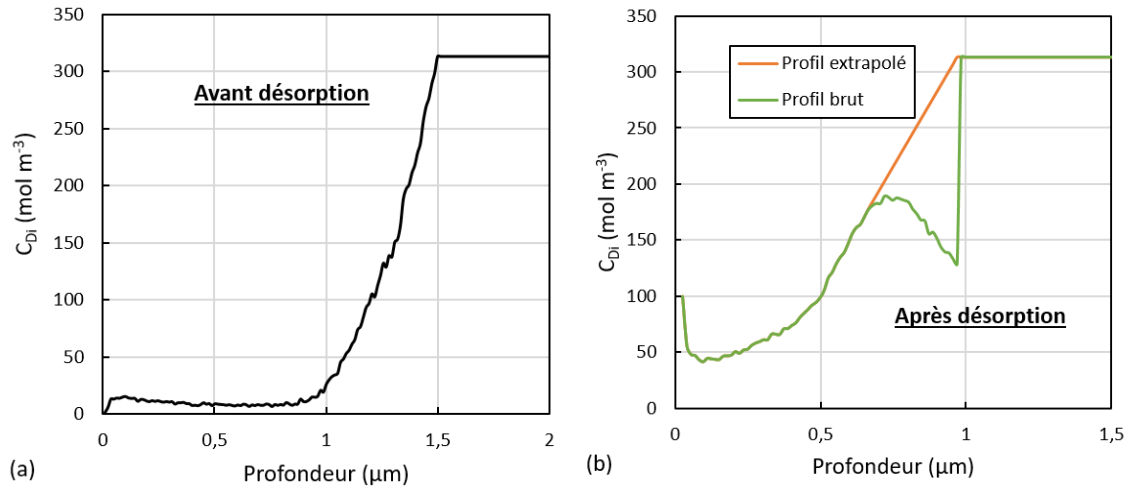 350
300
250
200
150
100
50
0
C_Di (mol m⁻³)
Avant désorption
0
0,5
1
1,5
2
Profondeur (µm)
(a)
350
300
250
200
150
100
50
0
C_Di (mol m⁻³)
Profil extrapolé
Profil brut
Après désorption
0
0,5
1
1,5
Profondeur (µm)
(b)